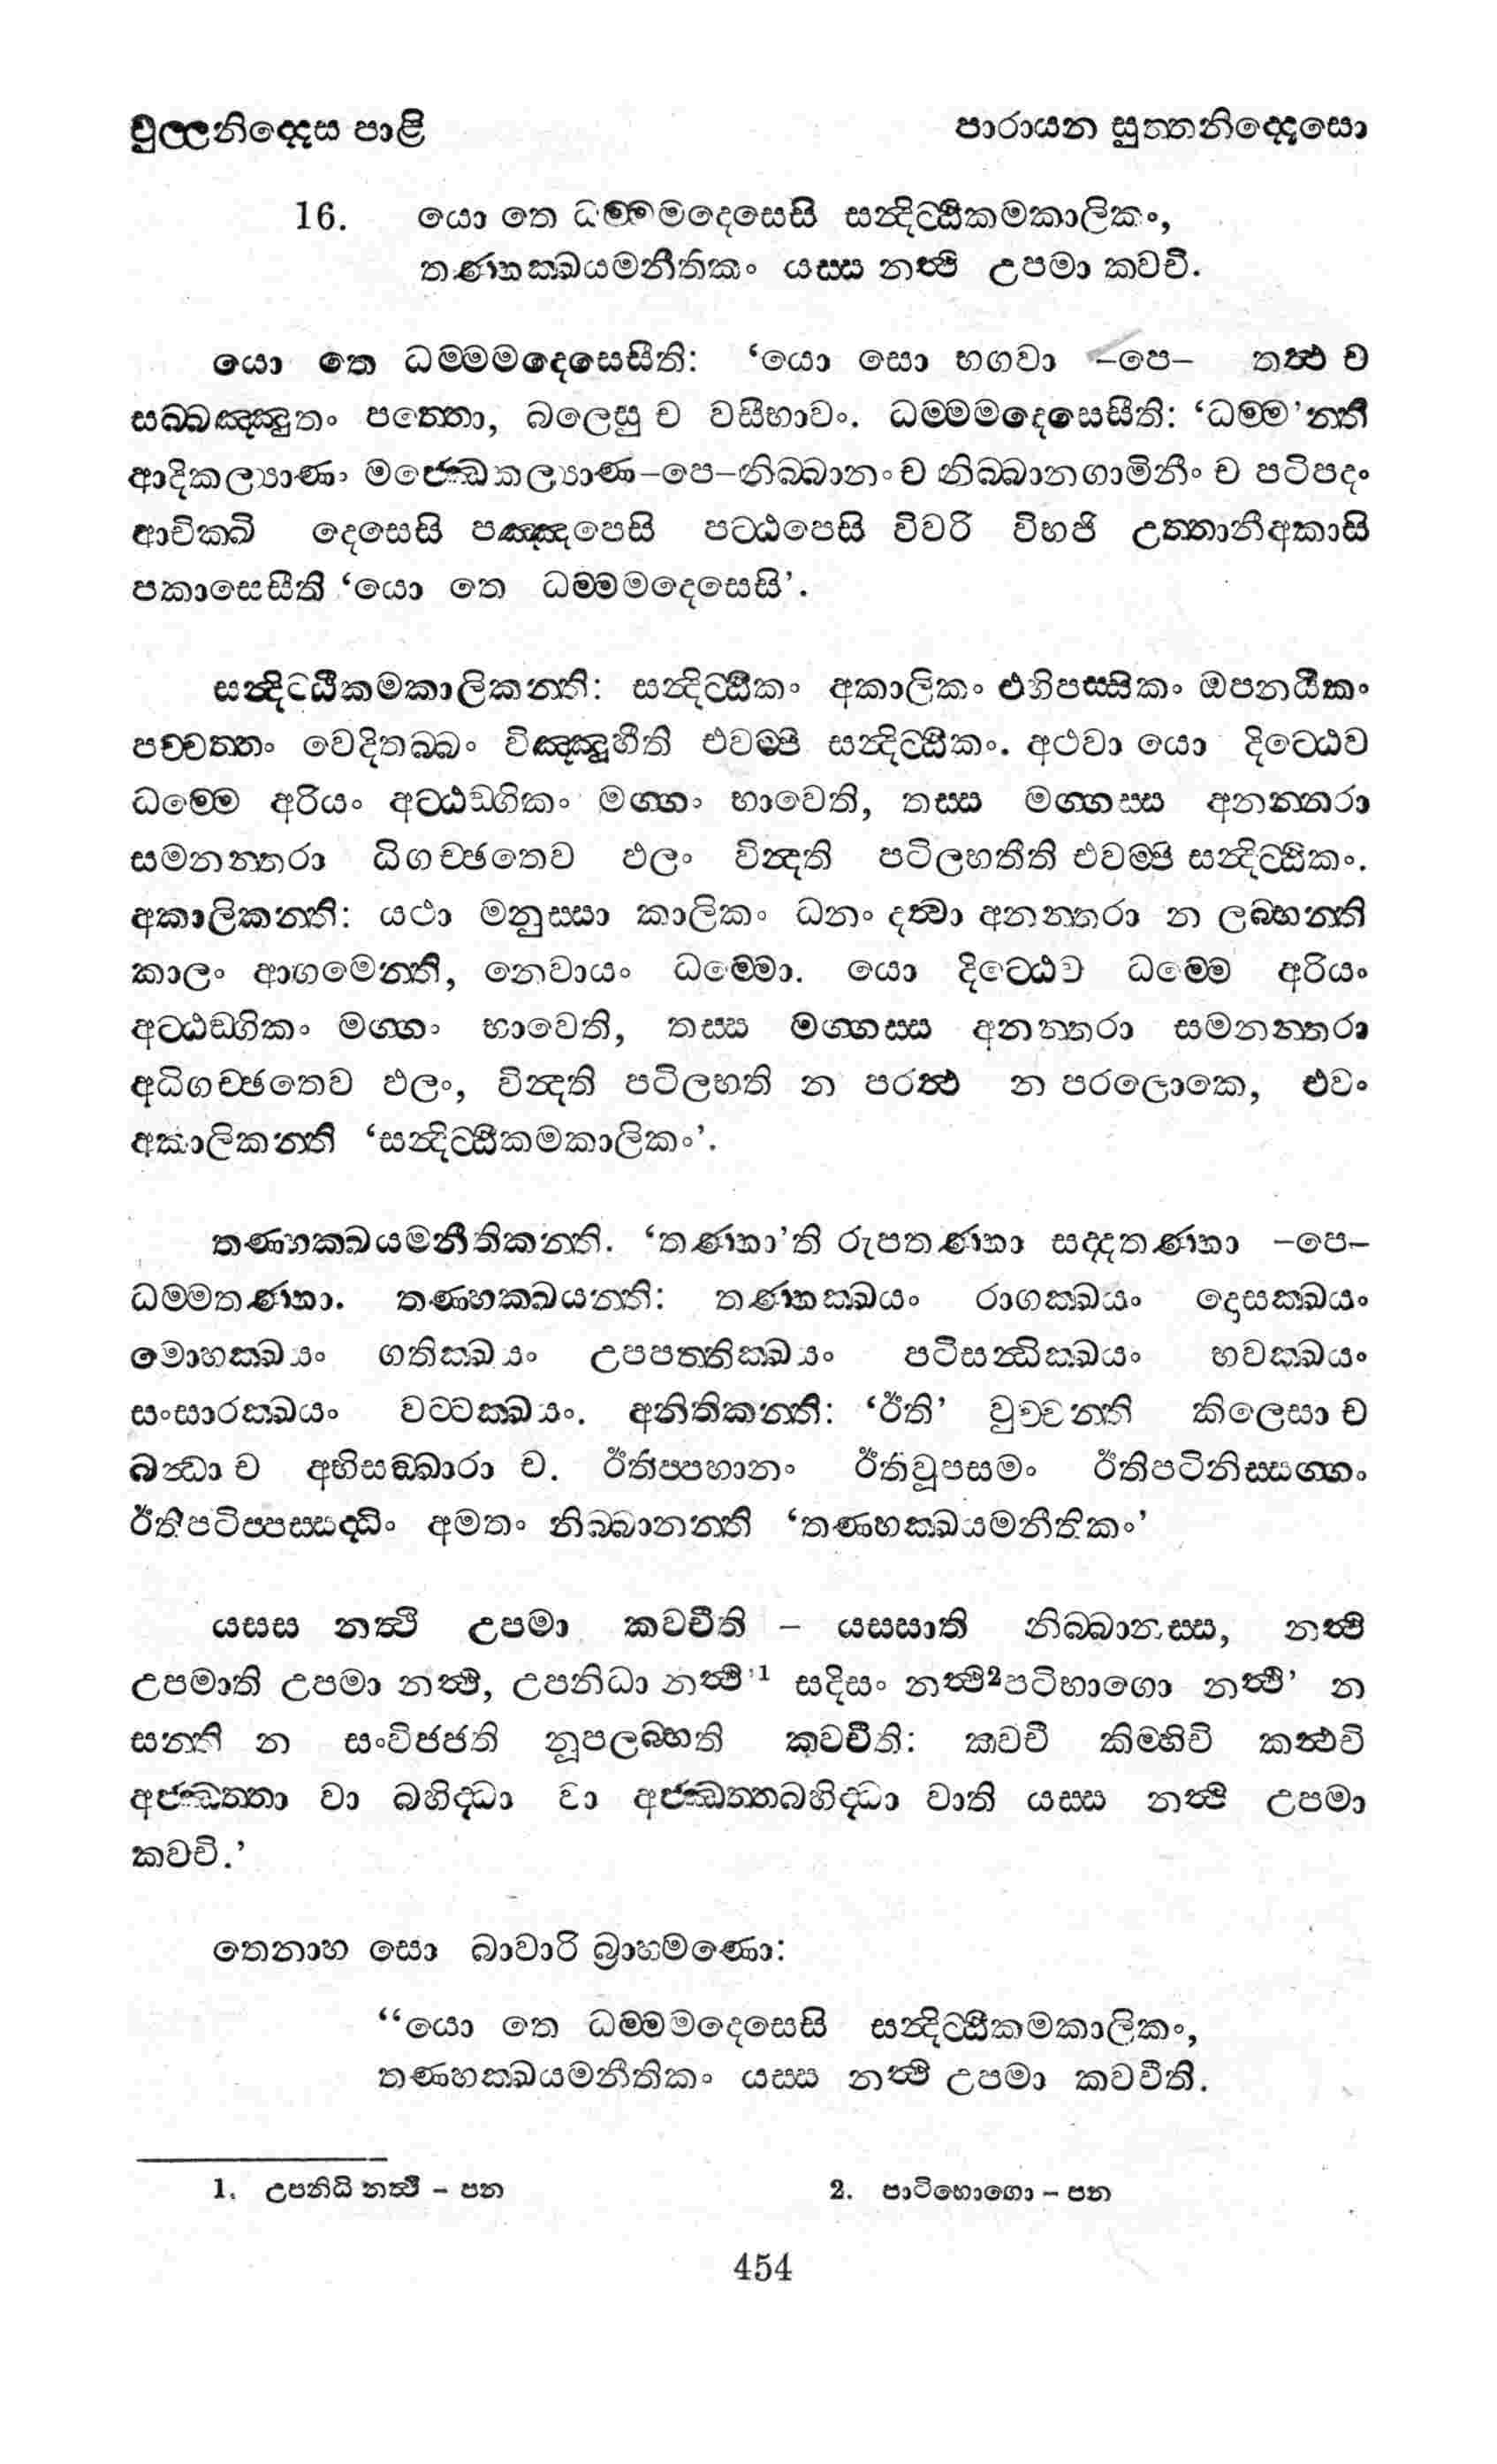 චුල්ලනිද්දෙස පාළි
පාරායන සුත්තනිද්දෙසො
16. යො තෙ ධම්මමදෙසෙසි සන්දිට්ඨිකමකාලිකං,
තණ්හක්ඛයමනීතිකං යස්ස නත්ථි උපමා ක්වචි.
යො තෙ ධම්මමදෙසෙසීති: ‘යො සො භගවා –පෙ– තත්ථ ච
සබ්බඤ්ඤුතං පත්තො, බලෙසු ච වසීභාවං. ධම්මමදෙසෙසීති: ‘ධම්ම’න්ති
ආදිකල්‍යාණං මජ්ඣෙකල්‍යාණ–පෙ–නිබ්බානං ච නිබ්බානගාමිනීං ච පටිපදං
ආචික්ඛි දෙසෙසි පඤ්ඤපෙසි පට්ඨපෙසි විවරි විභජි උත්තානීඅකාසි
පකාසෙසීති ‘යො තෙ ධම්මමදෙසෙසි’.
සන්දිට්ඨිකමකාලිකන්ති: සන්දිට්ඨිකං අකාලිකං එහිපස්සිකං ඔපනයිකං
පච්චත්තං වෙදිතබ්බං විඤ්ඤූහීති එවම්පි සන්දිට්ඨිකං. අථවා යො දිට්ඨෙව
ධම්මෙ අරියං අට්ඨඞ්ගිකං මග්ගං භාවෙති, තස්ස මග්ගස්ස අනන්තරා
සමනන්තරා ධිගච්ඡතෙව ඵලං වින්දති පටිලභතීති එවම්පි සන්දිට්ඨිකං.
අකාලිකන්ති: යථා මනුස්සා කාලිකං ධනං දත්වා අනන්තරා න ලබ්භන්ති
කාලං ආගමෙන්ති, නෙවායං ධම්මො. යො දිට්ඨෙව ධම්මෙ අරියං
අට්ඨඞ්ගිකං මග්ගං භාවෙති, තස්ස මග්ගස්ස අනන්තරා සමනන්තරා
අධිගච්ඡතෙව ඵලං, වින්දති පටිලභති න පරත්ථ න පරලොකෙ, එවං
අකාලිකන්ති ‘සන්දිට්ඨිකමකාලිකං’.
තණ්හක්ඛයමනීතිකන්ති. ‘තණ්හා’ති රූපතණ්හා සද්දතණ්හා –පෙ–
ධම්මතණ්හා. තණ්හක්ඛයන්ති: තණ්හක්ඛයං රාගක්ඛයං දොසක්ඛයං
මොහක්ඛයං ගතික්ඛයං උපපත්තික්ඛයං පටිසන්ධික්ඛයං භවක්ඛයං
සංසාරක්ඛයං වට්ටක්ඛයං. අනිතිකන්ති: ‘ඊති’ වුච්චන්ති කිලෙසා ච
ඛන්ධා ච අභිසඞ්ඛාරා ච. ඊතිප්පහානං ඊතිවූපසමං ඊතිපටිනිස්සග්ගං
ඊතිපටිප්පස්සද්ධිං අමතං නිබ්බානන්ති ‘තණ්හක්ඛයමනීතිකං’
යස්ස නත්ථි උපමා ක්වචීති – යස්සාති නිබ්බානස්ස, නත්ථි
උපමාති උපමා නත්ථි, උපනිධා නත්ථි’1 සදිසං නත්ථි2පටිභාගො නත්ථි’ න
සන්ති න සංවිජ්ජති නූපලබ්භති ක්වචීති: ක්වචි කිම්හිචි කත්ථචි
අජ්ඣත්තා වා බහිද්ධා වා අජ්ඣත්තබහිද්ධා වාති යස්ස නත්ථි උපමා
ක්වචි.’
තෙනාහ සො බාවාරි බ්‍රාහ්මණො:
“යො තෙ ධම්මමදෙසෙසි සන්දිට්ඨිකමකාලිකං,
තණ්හක්ඛයමනීතිකං යස්ස නත්ථි උපමා ක්වචීති.
1. උපනිධි නත්ථි – පන
2. පාටිභොගො – පන
454